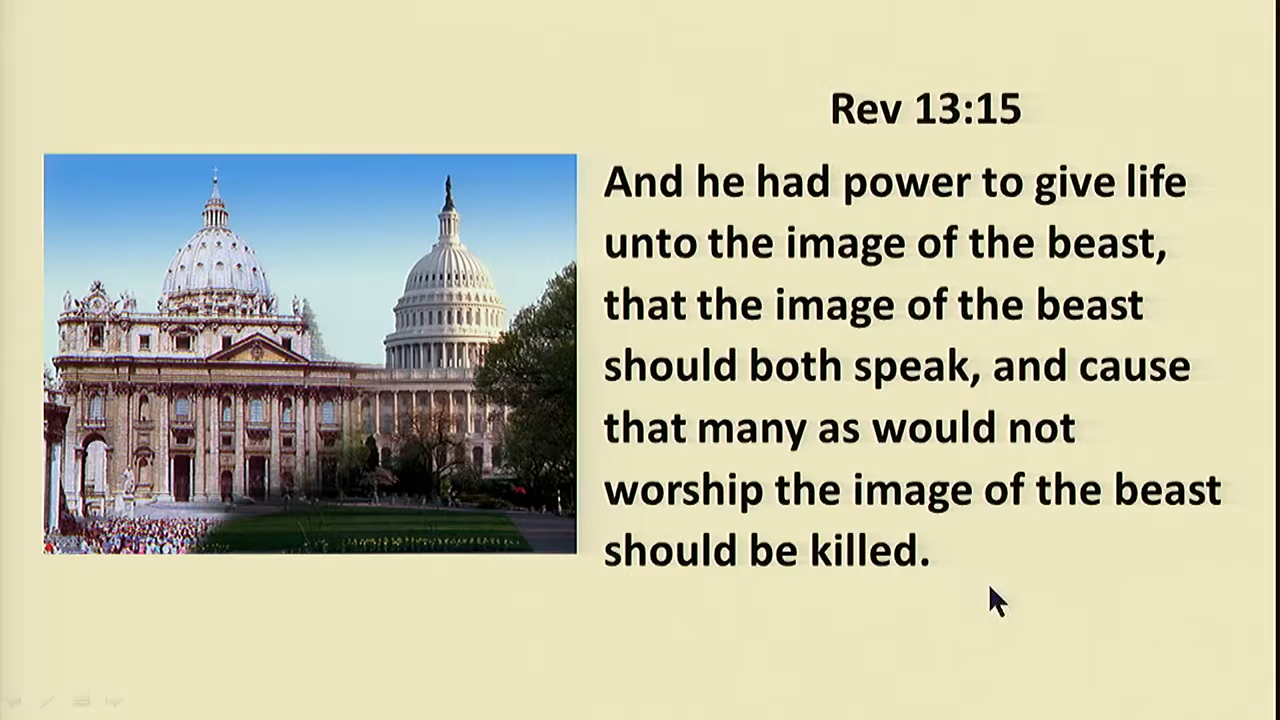 Rev 13:15
And he had power to give life
unto the image of the beast,
that the image of the beast
should both speak, and cause
that many as would not
worship the image of the beast
should be killed.